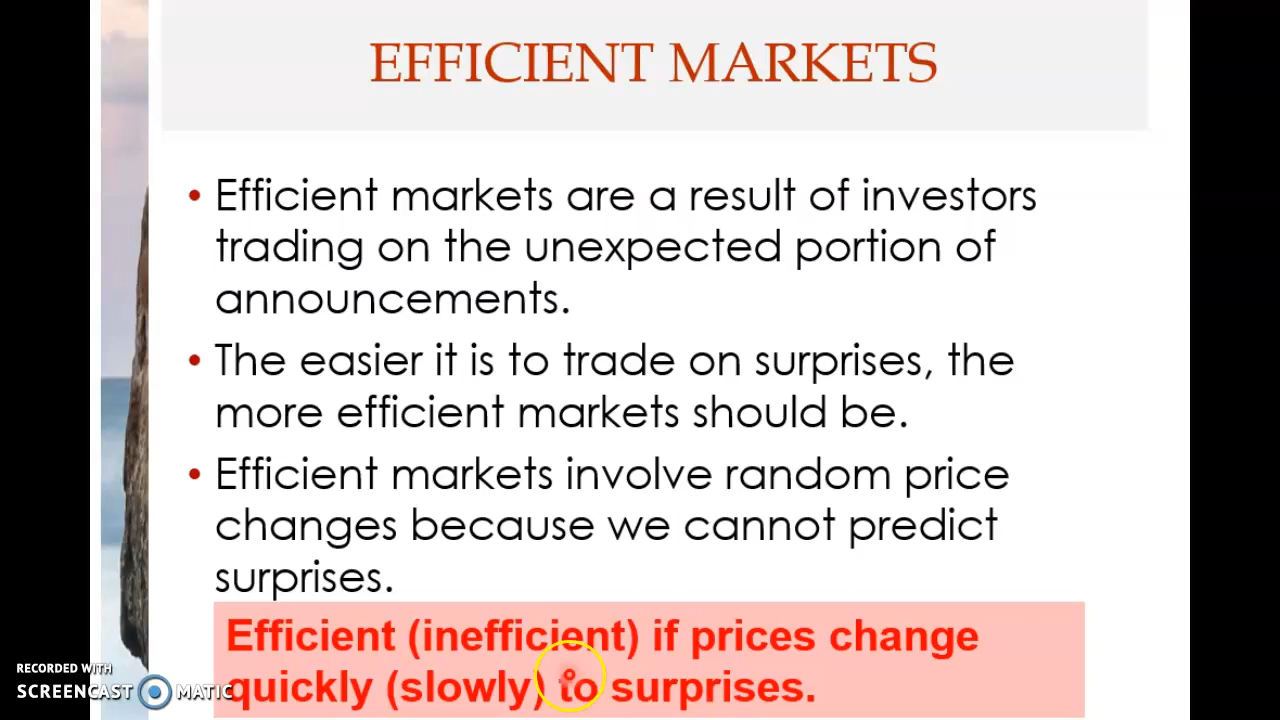 EFFICIENT MARKETS
• Efficient markets are a result of investors
trading on the unexpected portion of
announcements.
• The easier it is to trade on surprises, the
more efficient markets should be.
• Efficient markets involve random price
changes because we cannot predict
surprises.
Efficient (inefficient) if prices change
quickly (slowly) to surprises.
RECORDED WITH
SCREENCAST MATIC